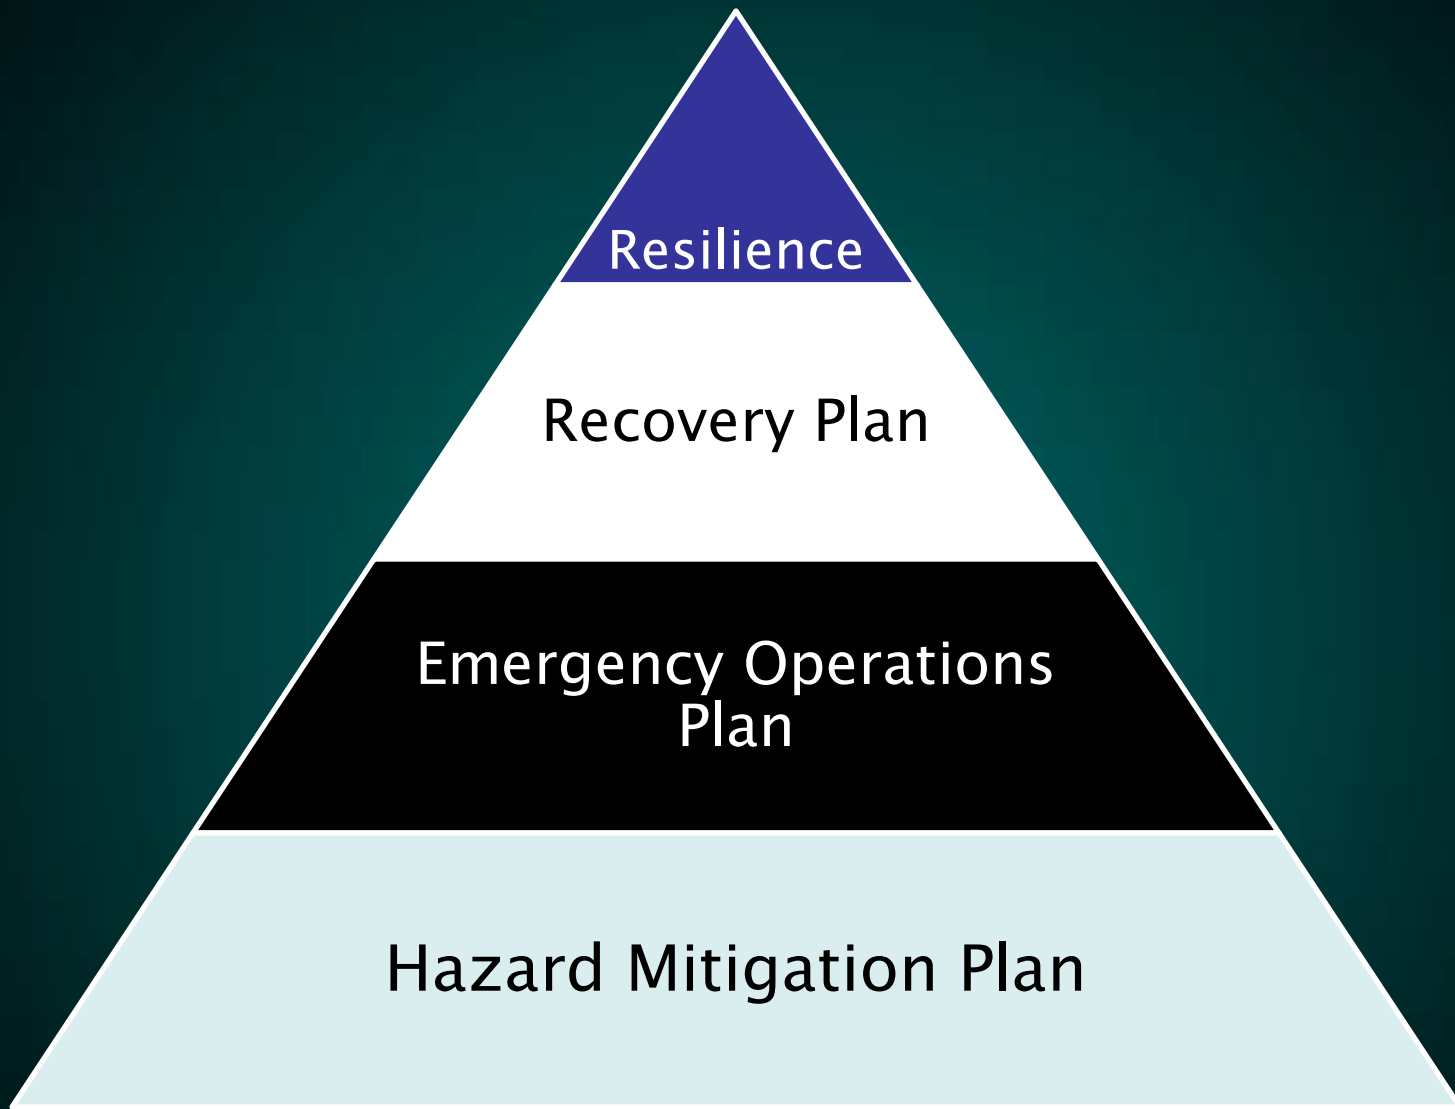 Resilience
Recovery Plan
Emergency Operations
Plan
Hazard Mitigation Plan